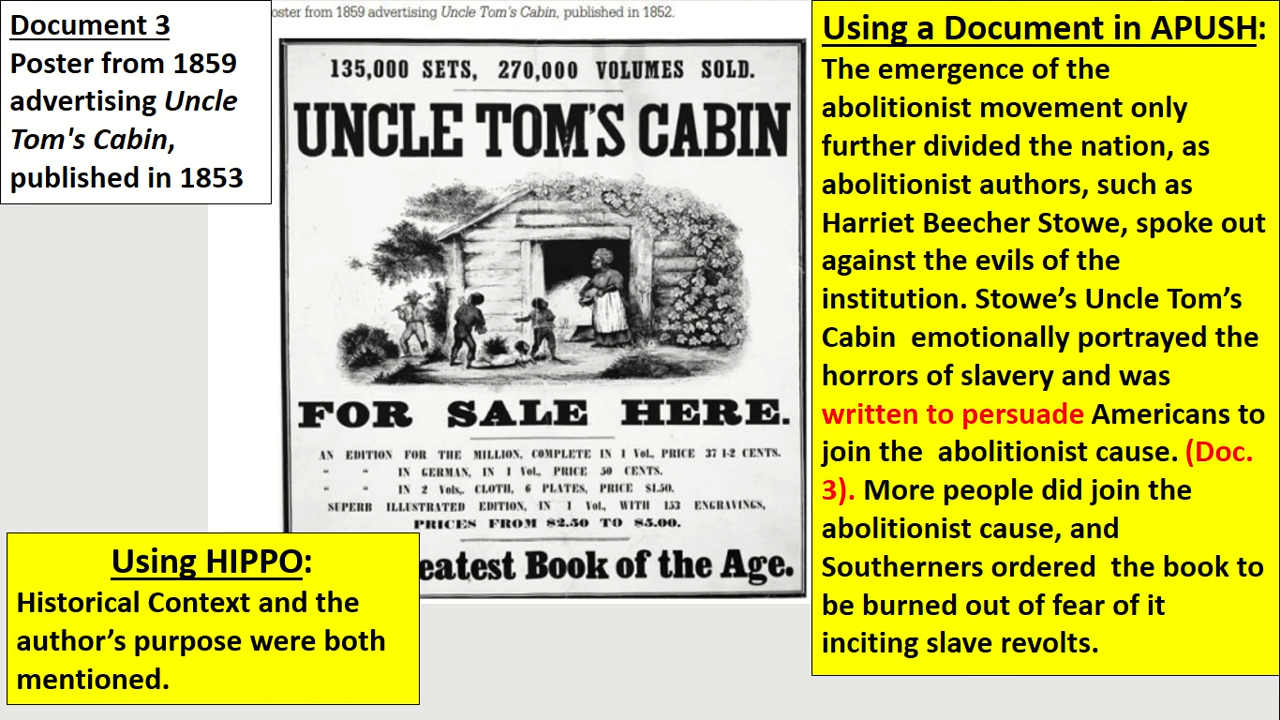 Document 3
Poster from 1859
advertising Uncle
Tom's Cabin,
published in 1853
oster from 1859 advertising Uncle Tom's Cabin, published in 1852.
135,000 SETS, 270,000 VOLUMES SOLD.
UNCLE TOM'S CABIN
FOR SALE HERE.
AN EDITION FOR THE MILLION, COMPLETE IN 1 Vol., PRICE 37 1-2 CENTS.
" " IN GERMAN, IN 1 Vol., PRICE 50 CENTS.
" " IN 2 Vols,. CLOTH, 6 PLATES, PRICE $1.50.
SUPERB ILLUSTRATED EDITION, IN 1 Vol., WITH 153 ENGRAVINGS,
PRICES FROM $2.50 TO $5.00.
eatest Book of the Age.
Using HIPPO:
Historical Context and the
author's purpose were both
mentioned.
Using a Document in APUSH:
The emergence of the
abolitionist movement only
further divided the nation, as
abolitionist authors, such as
Harriet Beecher Stowe, spoke out
against the evils of the
institution. Stowe's Uncle Tom's
Cabin emotionally portrayed the
horrors of slavery and was
written to persuade Americans to
join the abolitionist cause. (Doc.
3). More people did join the
abolitionist cause, and
Southerners ordered the book to
be burned out of fear of it
inciting slave revolts.